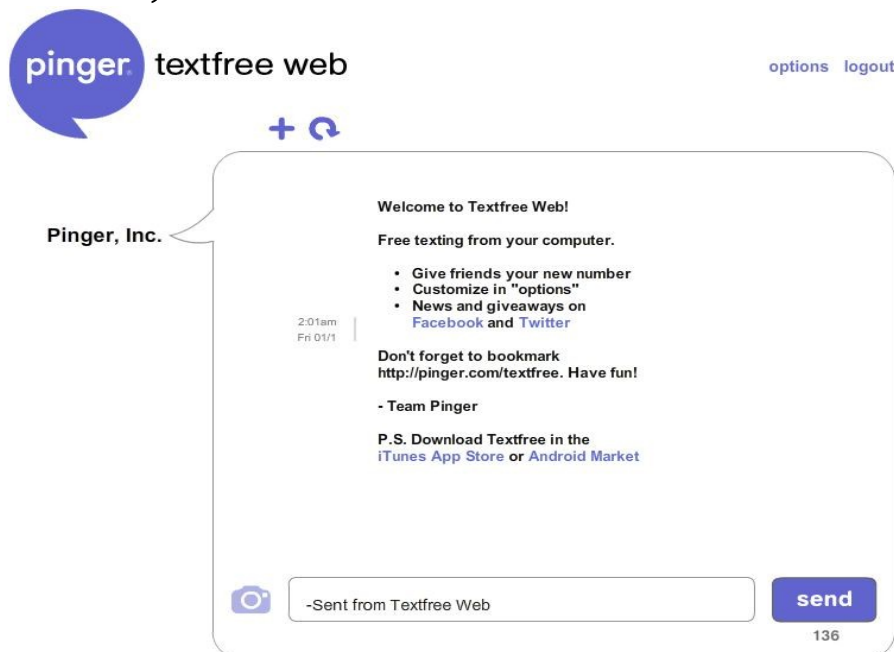 pinger textfree web
options logout
Pinger, Inc.
Welcome to Textfree Web!
Free texting from your computer.
• Give friends your new number
• Customize in "options"
• News and giveaways on
Facebook and Twitter
2:01am
Fri 01/1
Don't forget to bookmark
http://pinger.com/textfree. Have fun!
- Team Pinger
P.S. Download Textfree in the
iTunes App Store or Android Market
-Sent from Textfree Web
send
136